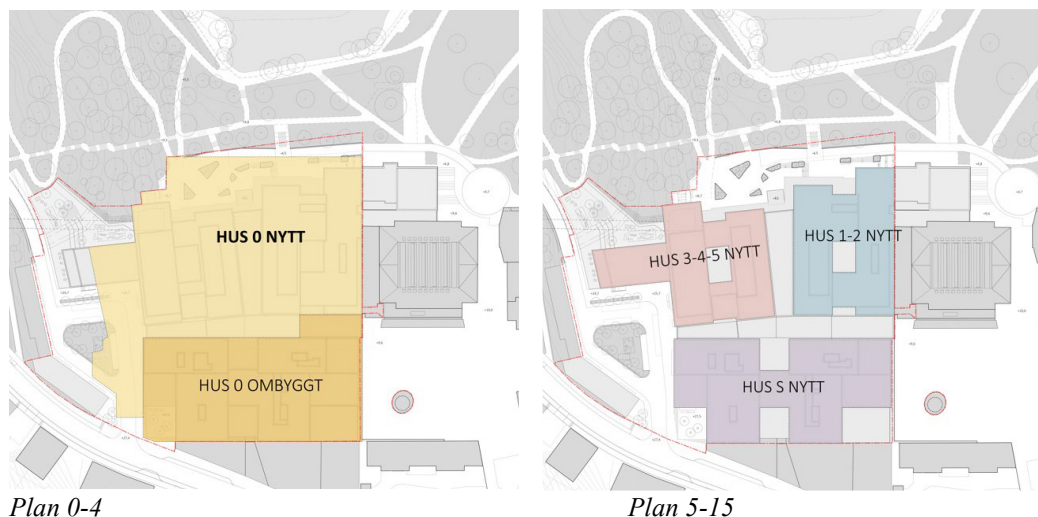 HUS 0 NYTT
HUS 0 OMBYGGT
HUS 1-2 NYTT
HUS 3-4-5 NYTT
HUS S NYTT
Plan 0-4
Plan 5-15